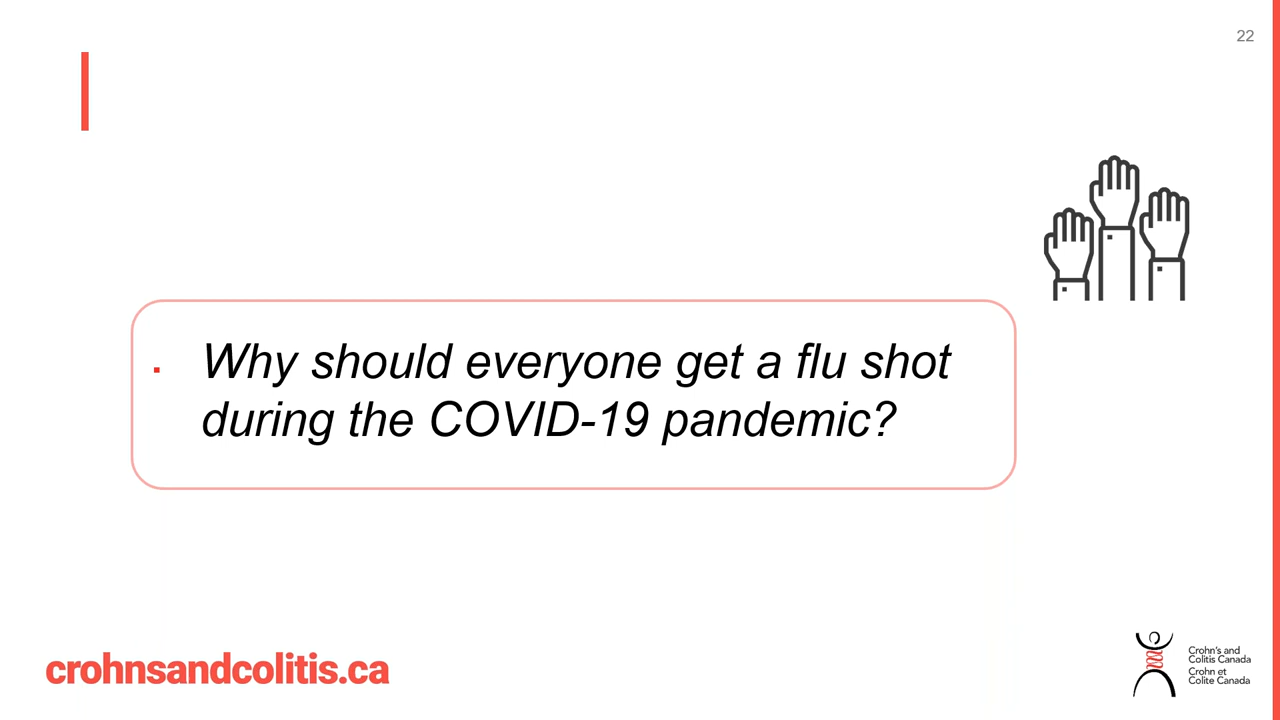 22
Why should everyone get a flu shot
during the COVID-19 pandemic?
crohnsandcolitis.ca
Crohn's and
Colitis Canada
Crohn et
Colite Canada